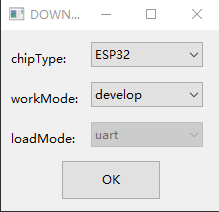 DOWN...
chipType: ESP32
workMode: develop
loadMode: uart
OK